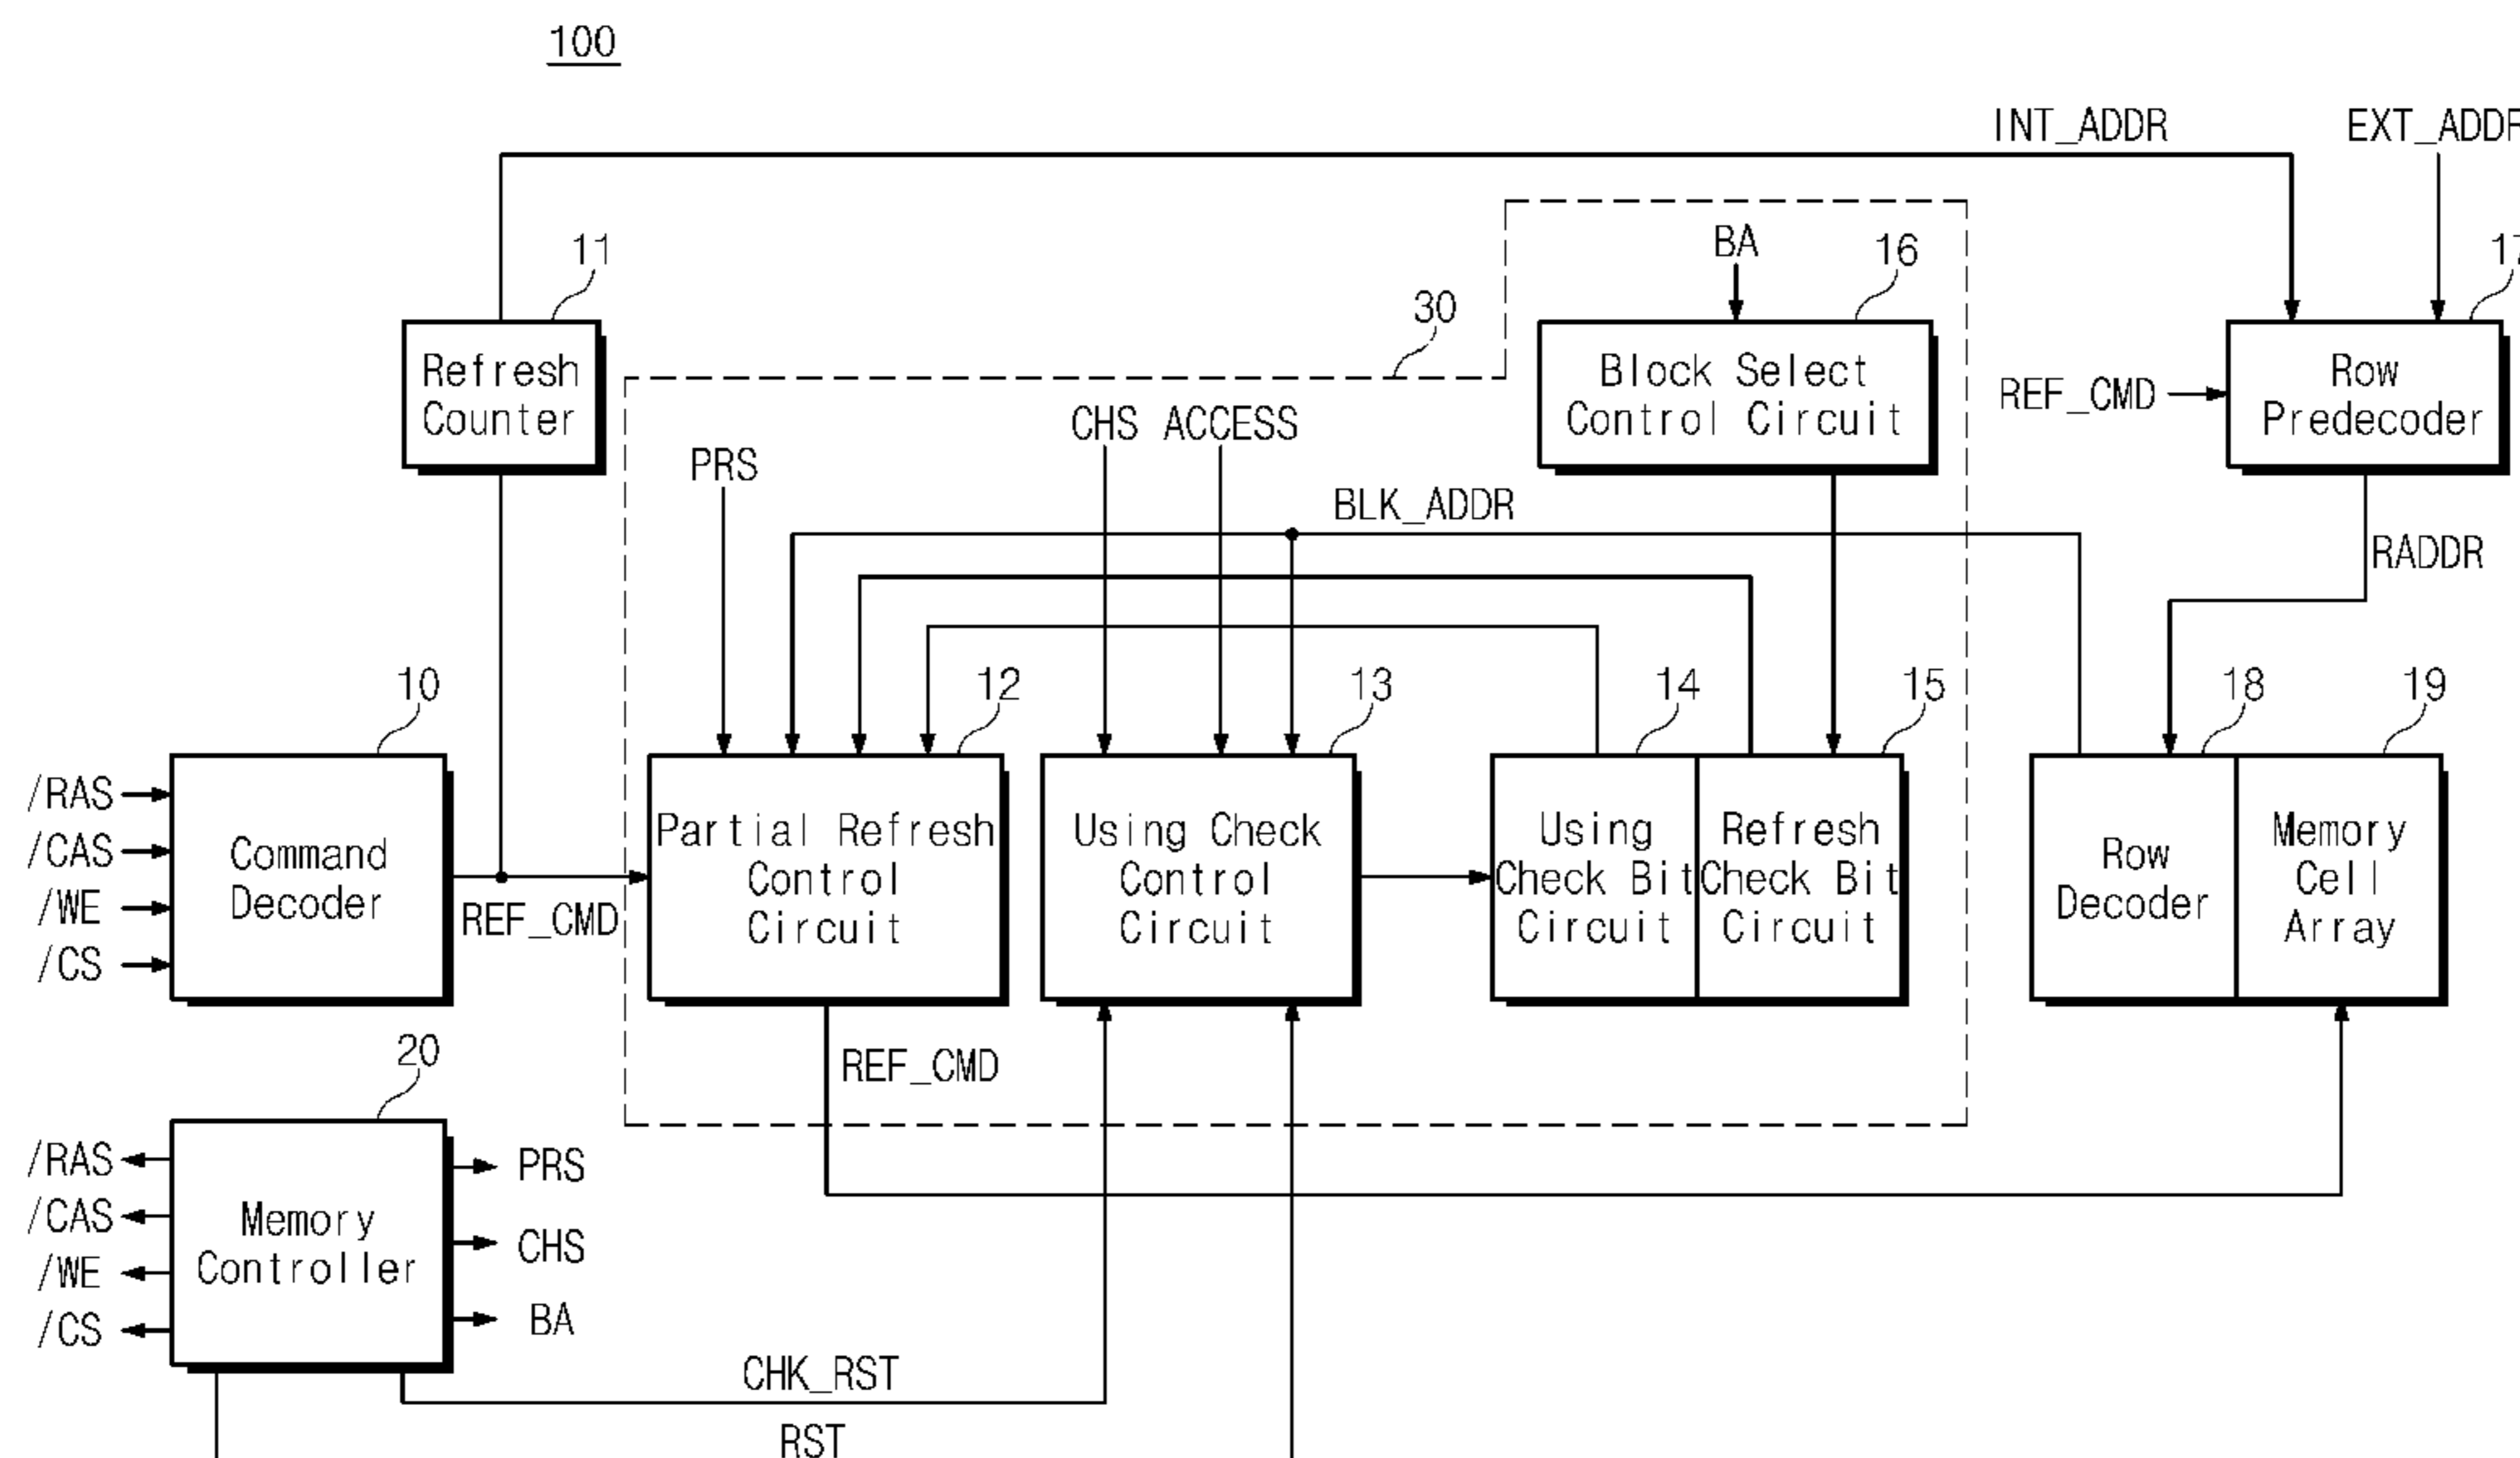 100
INT_ADDR
EXT_ADDR
11
BA
16
17
30
Refresh
Counter
Block Select
Control Circuit
Row
Predecoder
REF_CMD
CHS ACCESS
PRS
BLK_ADDR
RADDR
10
12
13
14
15
18
19
/RAS
/CAS
/WE
/CS
Command
Decoder
REF_CMD
Partial Refresh
Control
Circuit
Using Check
Control
Circuit
Using
Check Bit
Circuit
Refresh
Check Bit
Circuit
Row
Decoder
Memory
Cell
Array
REF_CMD
20
/RAS
/CAS
/WE
/CS
Memory
Controller
PRS
CHS
BA
CHK_RST
RST